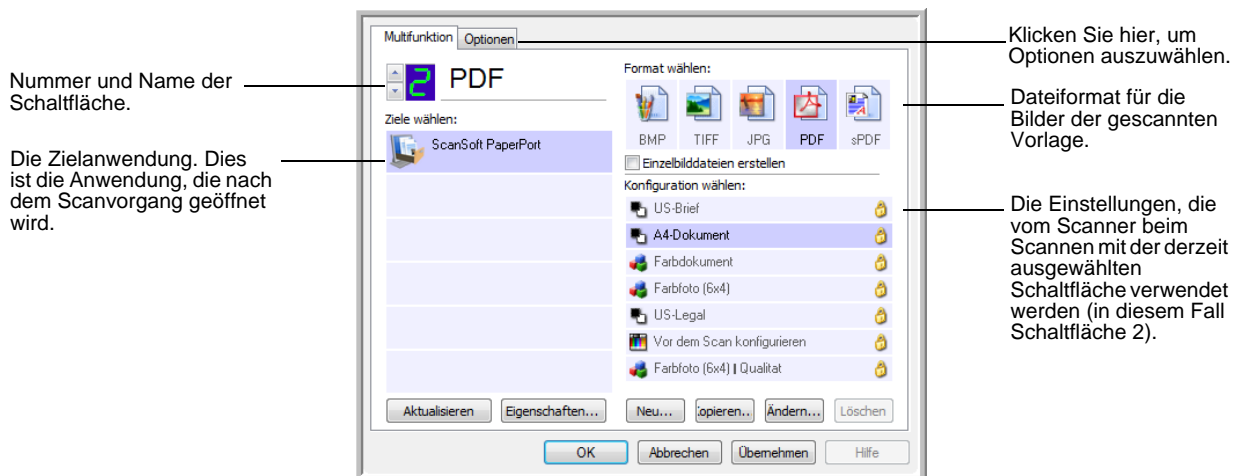 Multifunktion
Optionen
Klicken Sie hier, um
Optionen auszuwählen.
Nummer und Name der
Schaltfläche.
2
PDF
Format wählen:
BMP
TIFF
JPG
PDF
sPDF
Dateiformat für die
Bilder der gescannten
Vorlage.
Ziele wählen:
ScanSoft PaperPort
Die Zielanwendung. Dies
ist die Anwendung, die nach
dem Scanvorgang geöffnet
wird.
Einzelbilddateien erstellen
Konfiguration wählen:
US-Brief
A4-Dokument
Farbdokument
Farbfoto (6x4)
US-Legal
Vor dem Scan konfigurieren
Farbfoto (6x4) | Qualitat
Die Einstellungen, die
vom Scanner beim
Scannen mit der derzeit
ausgewählten
Schaltfläche verwendet
werden (in diesem Fall
Schaltfläche 2).
Aktualisieren
Eigenschaften...
Neu...
opieren...
Ändern...
Löschen
OK
Abbrechen
Übernehmen
Hilfe